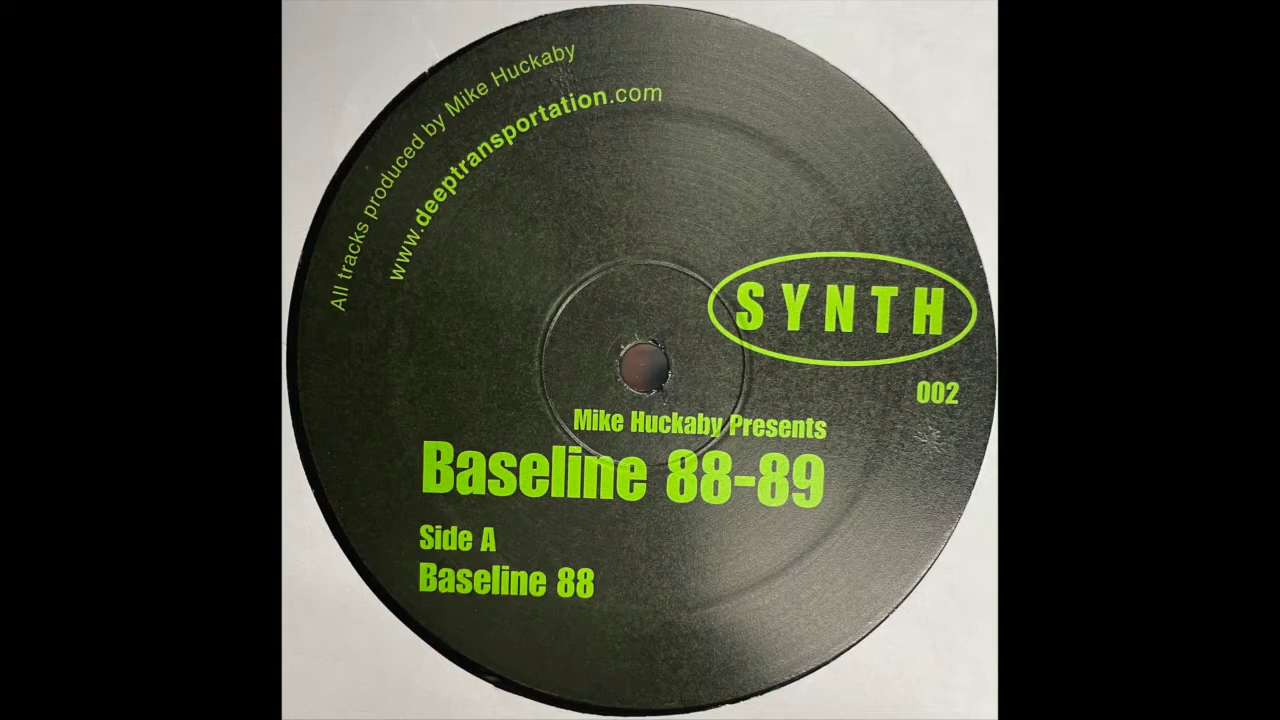 All tracks produced by Mike Huckaby
www.deeptransportation.com
SYNTH
002
Mike Huckaby Presents
Baseline 88-89
Side A
Baseline 88